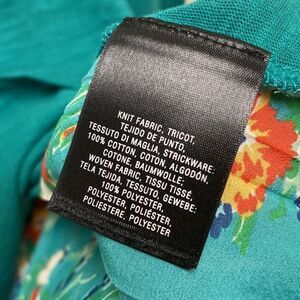 KNIT FABRIC, TRICOT,
TEJIDO DE PUNTO,
TESSUTO DI MAGLIA, STRICKWARE:
100% COTTON, COTON, ALGODÓN,
COTONE, BAUMWOLLE.
WOVEN FABRIC, TISSU TISSÉ,
TELA TEJIDA, TESSUTO, GEWEBE:
100% POLYESTER,
POLYESTER, POLIÉSTER,
POLIESTERE, POLYESTER